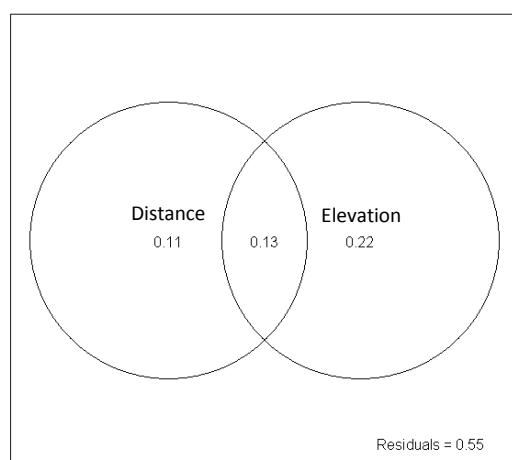 Distance
Elevation
0.11
0.13
0.22
Residuals = 0.55